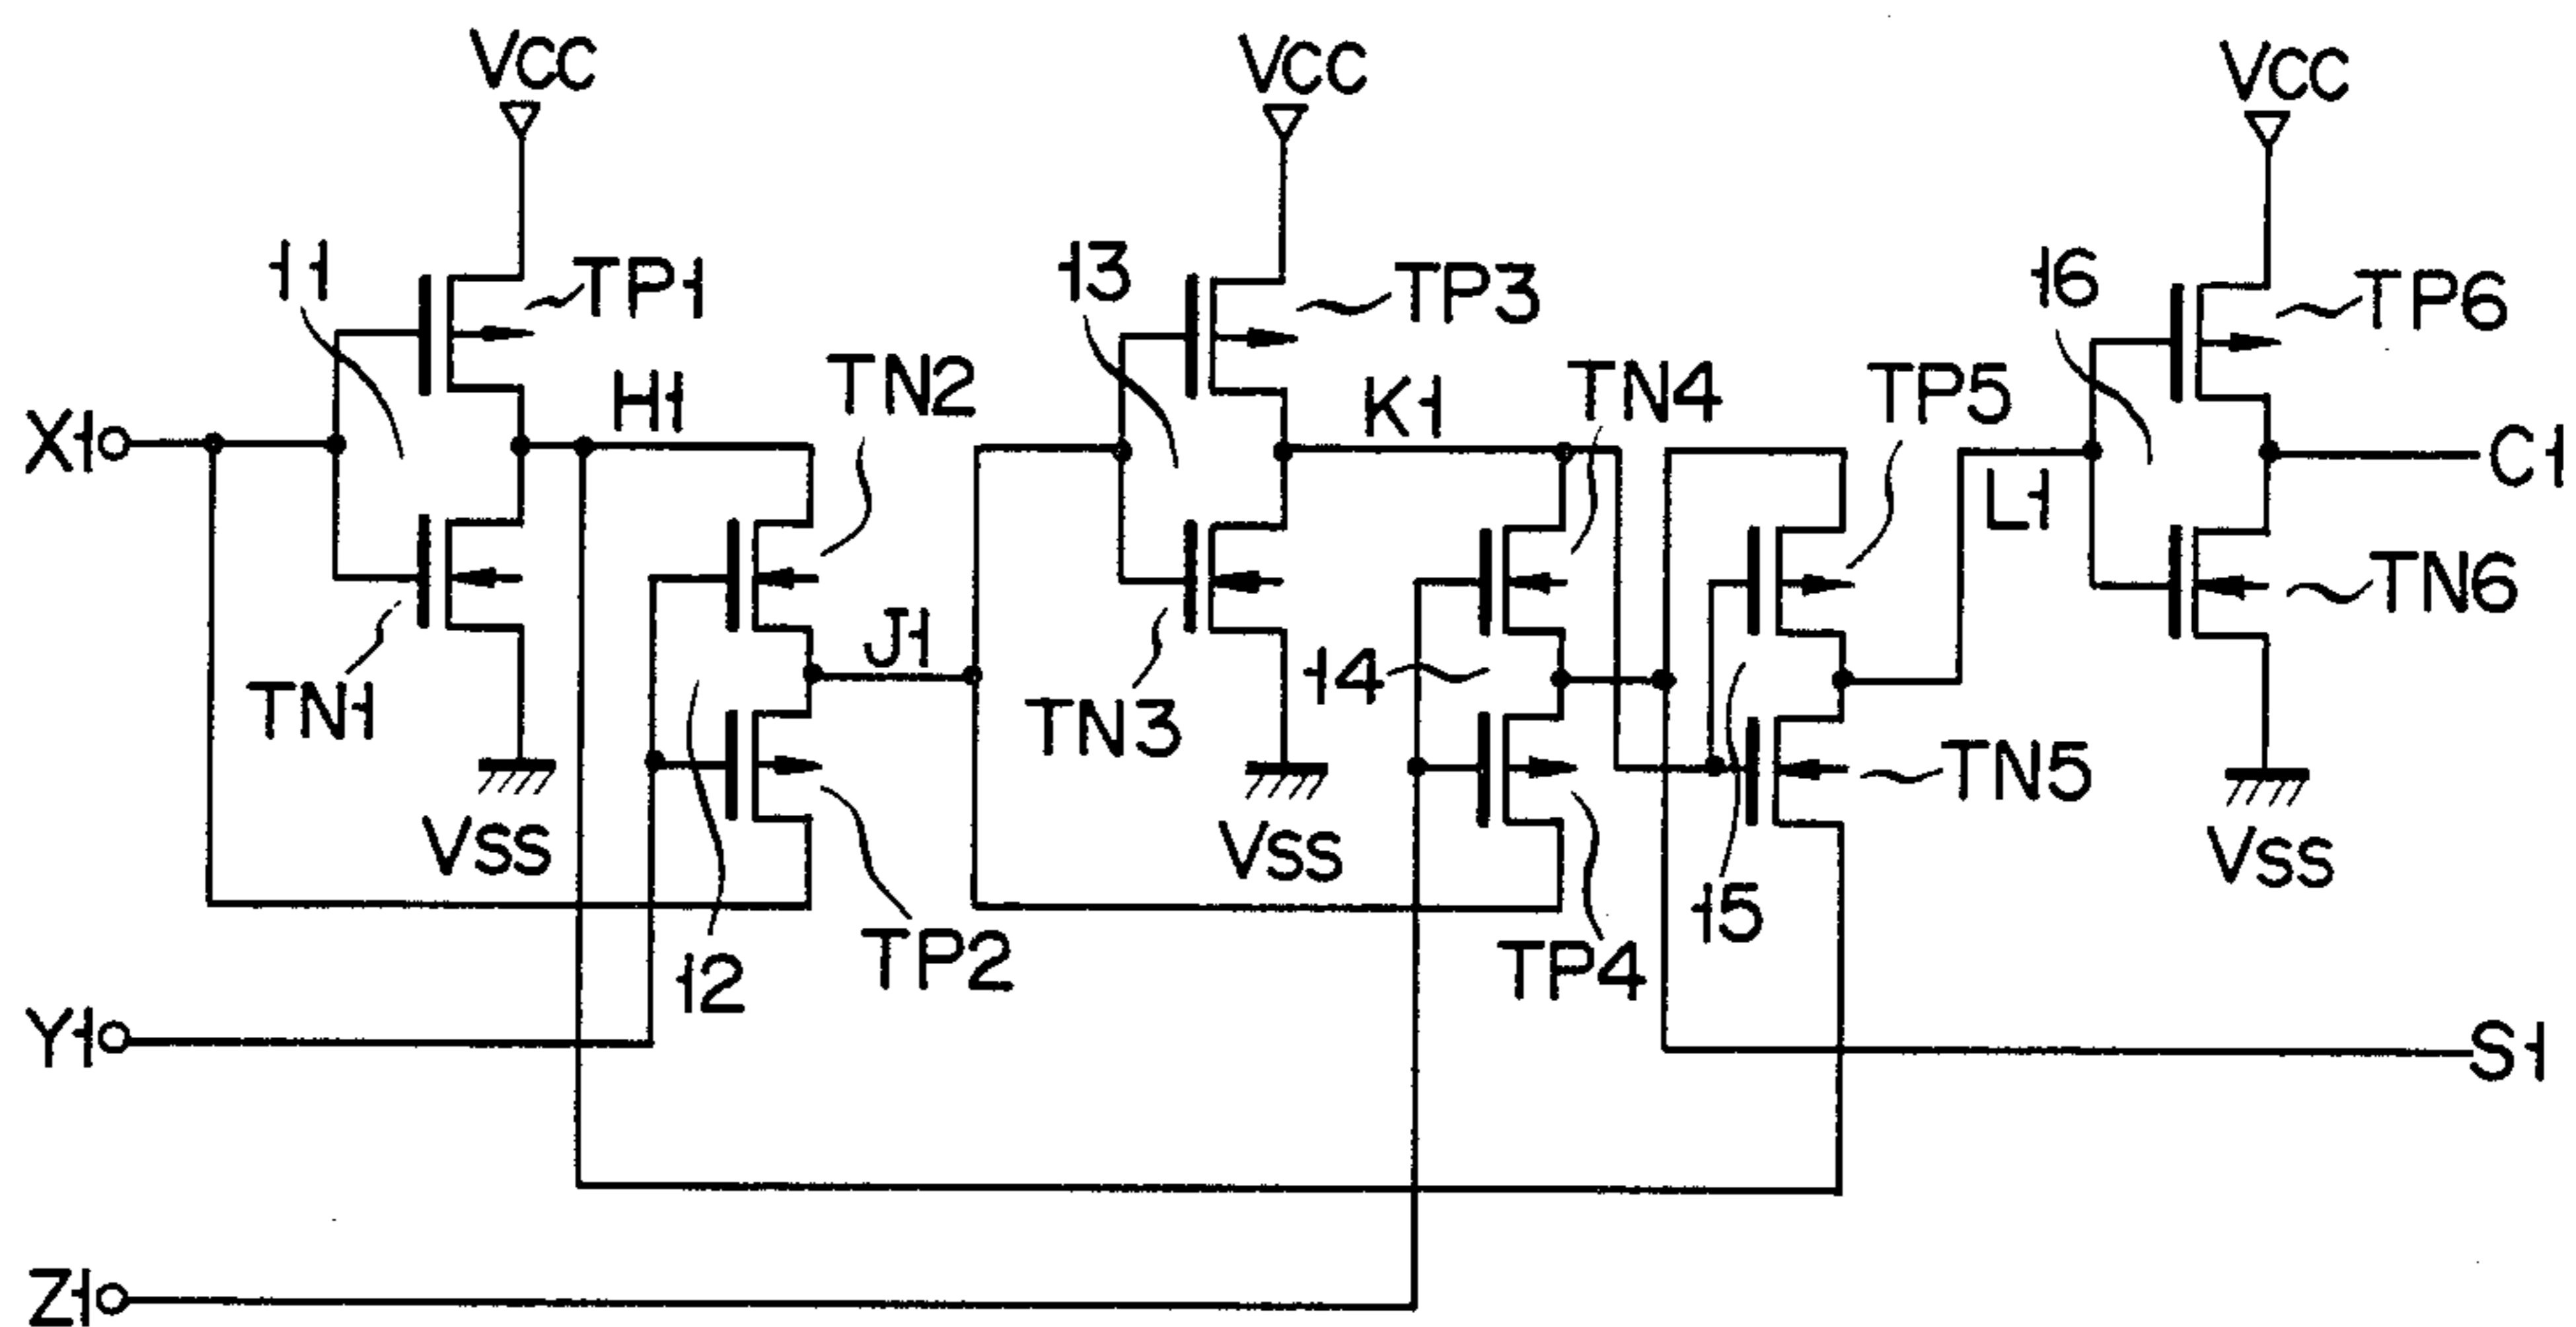 VCC
VCC
VCC
11
TP1
13
TP3
16
TP6
H1
TN2
K1
TN4
TP5
X1
C1
L1
J1
TN6
14
TN1
TN3
TN5
VSS
VSS
VSS
15
TP2
TP4
12
Y1
S1
Z1